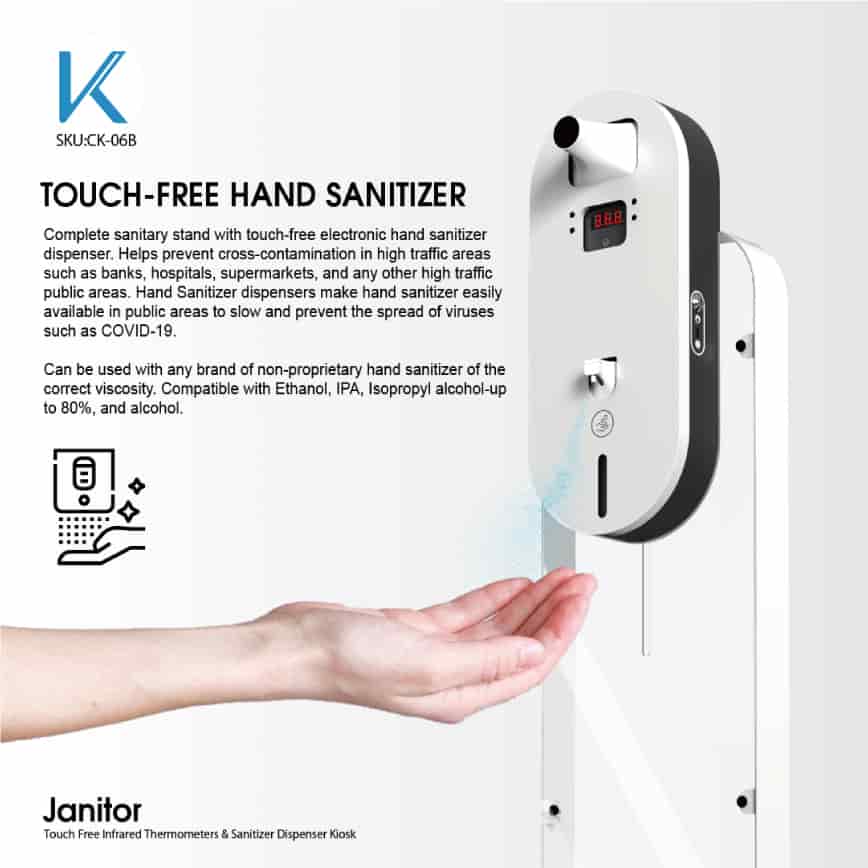 K
SKU:CK-06B
TOUCH-FREE HAND SANITIZER
Complete sanitary stand with touch-free electronic hand sanitizer
dispenser. Helps prevent cross-contamination in high traffic areas
such as banks, hospitals, supermarkets, and any other high traffic
public areas. Hand Sanitizer dispensers make hand sanitizer easily
available in public areas to slow and prevent the spread of viruses
such as COVID-19.
Can be used with any brand of non-proprietary hand sanitizer of the
correct viscosity. Compatible with Ethanol, IPA, Isopropyl alcohol-up
to 80%, and alcohol.
8.8.8.
Janitor
Touch Free Infrared Thermometers & Sanitizer Dispenser Kiosk